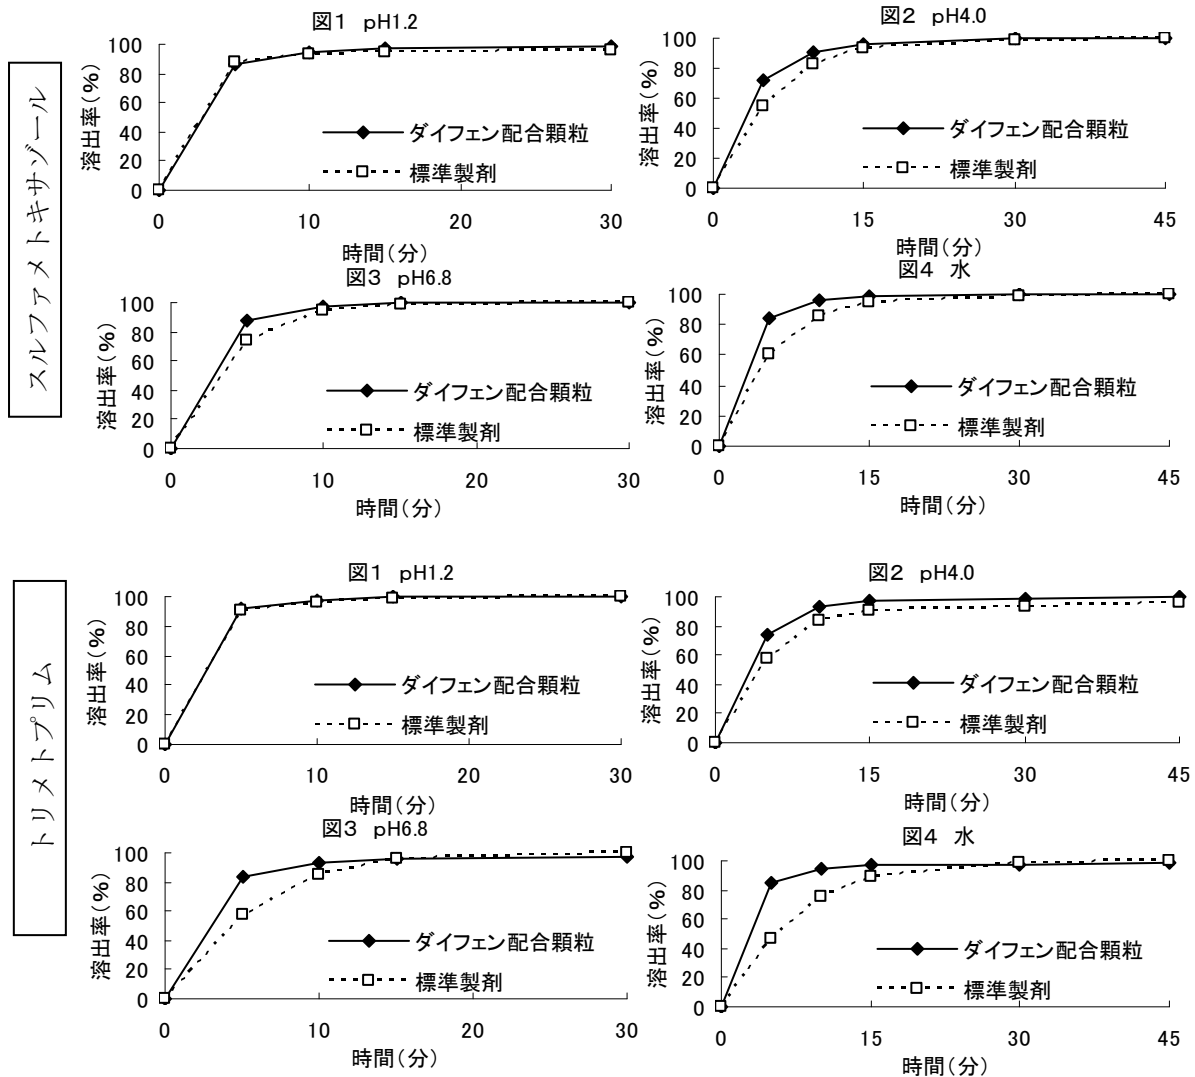 スルファメトキサゾール
図1 pH1.2
溶出率(%)
100
80
60
40
20
0
ダイフェン配合顆粒
標準製剤
0 10 20 30
時間(分)
図2 pH4.0
溶出率(%)
100
80
60
40
20
0
ダイフェン配合顆粒
標準製剤
0 15 30 45
時間(分)
図3 pH6.8
溶出率(%)
100
80
60
40
20
0
ダイフェン配合顆粒
標準製剤
0 10 20 30
時間(分)
図4 水
溶出率(%)
100
80
60
40
20
0
ダイフェン配合顆粒
標準製剤
0 15 30 45
時間(分)
トリメトプリム
図1 pH1.2
溶出率(%)
100
80
60
40
20
0
ダイフェン配合顆粒
標準製剤
0 10 20 30
時間(分)
図2 pH4.0
溶出率(%)
100
80
60
40
20
0
ダイフェン配合顆粒
標準製剤
0 15 30 45
時間(分)
図3 pH6.8
溶出率(%)
100
80
60
40
20
0
ダイフェン配合顆粒
標準製剤
0 10 20 30
時間(分)
図4 水
溶出率(%)
100
80
60
40
20
0
ダイフェン配合顆粒
標準製剤
0 15 30 45
時間(分)